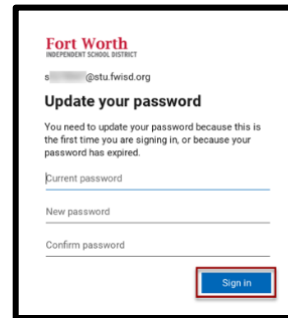 Fort Worth
INDEPENDENT SCHOOL DISTRICT
s @stu.fwisd.org
Update your password
You need to update your password because this is
the first time you are signing in, or because your
password has expired.
Current password
New password
Confirm password
Sign in